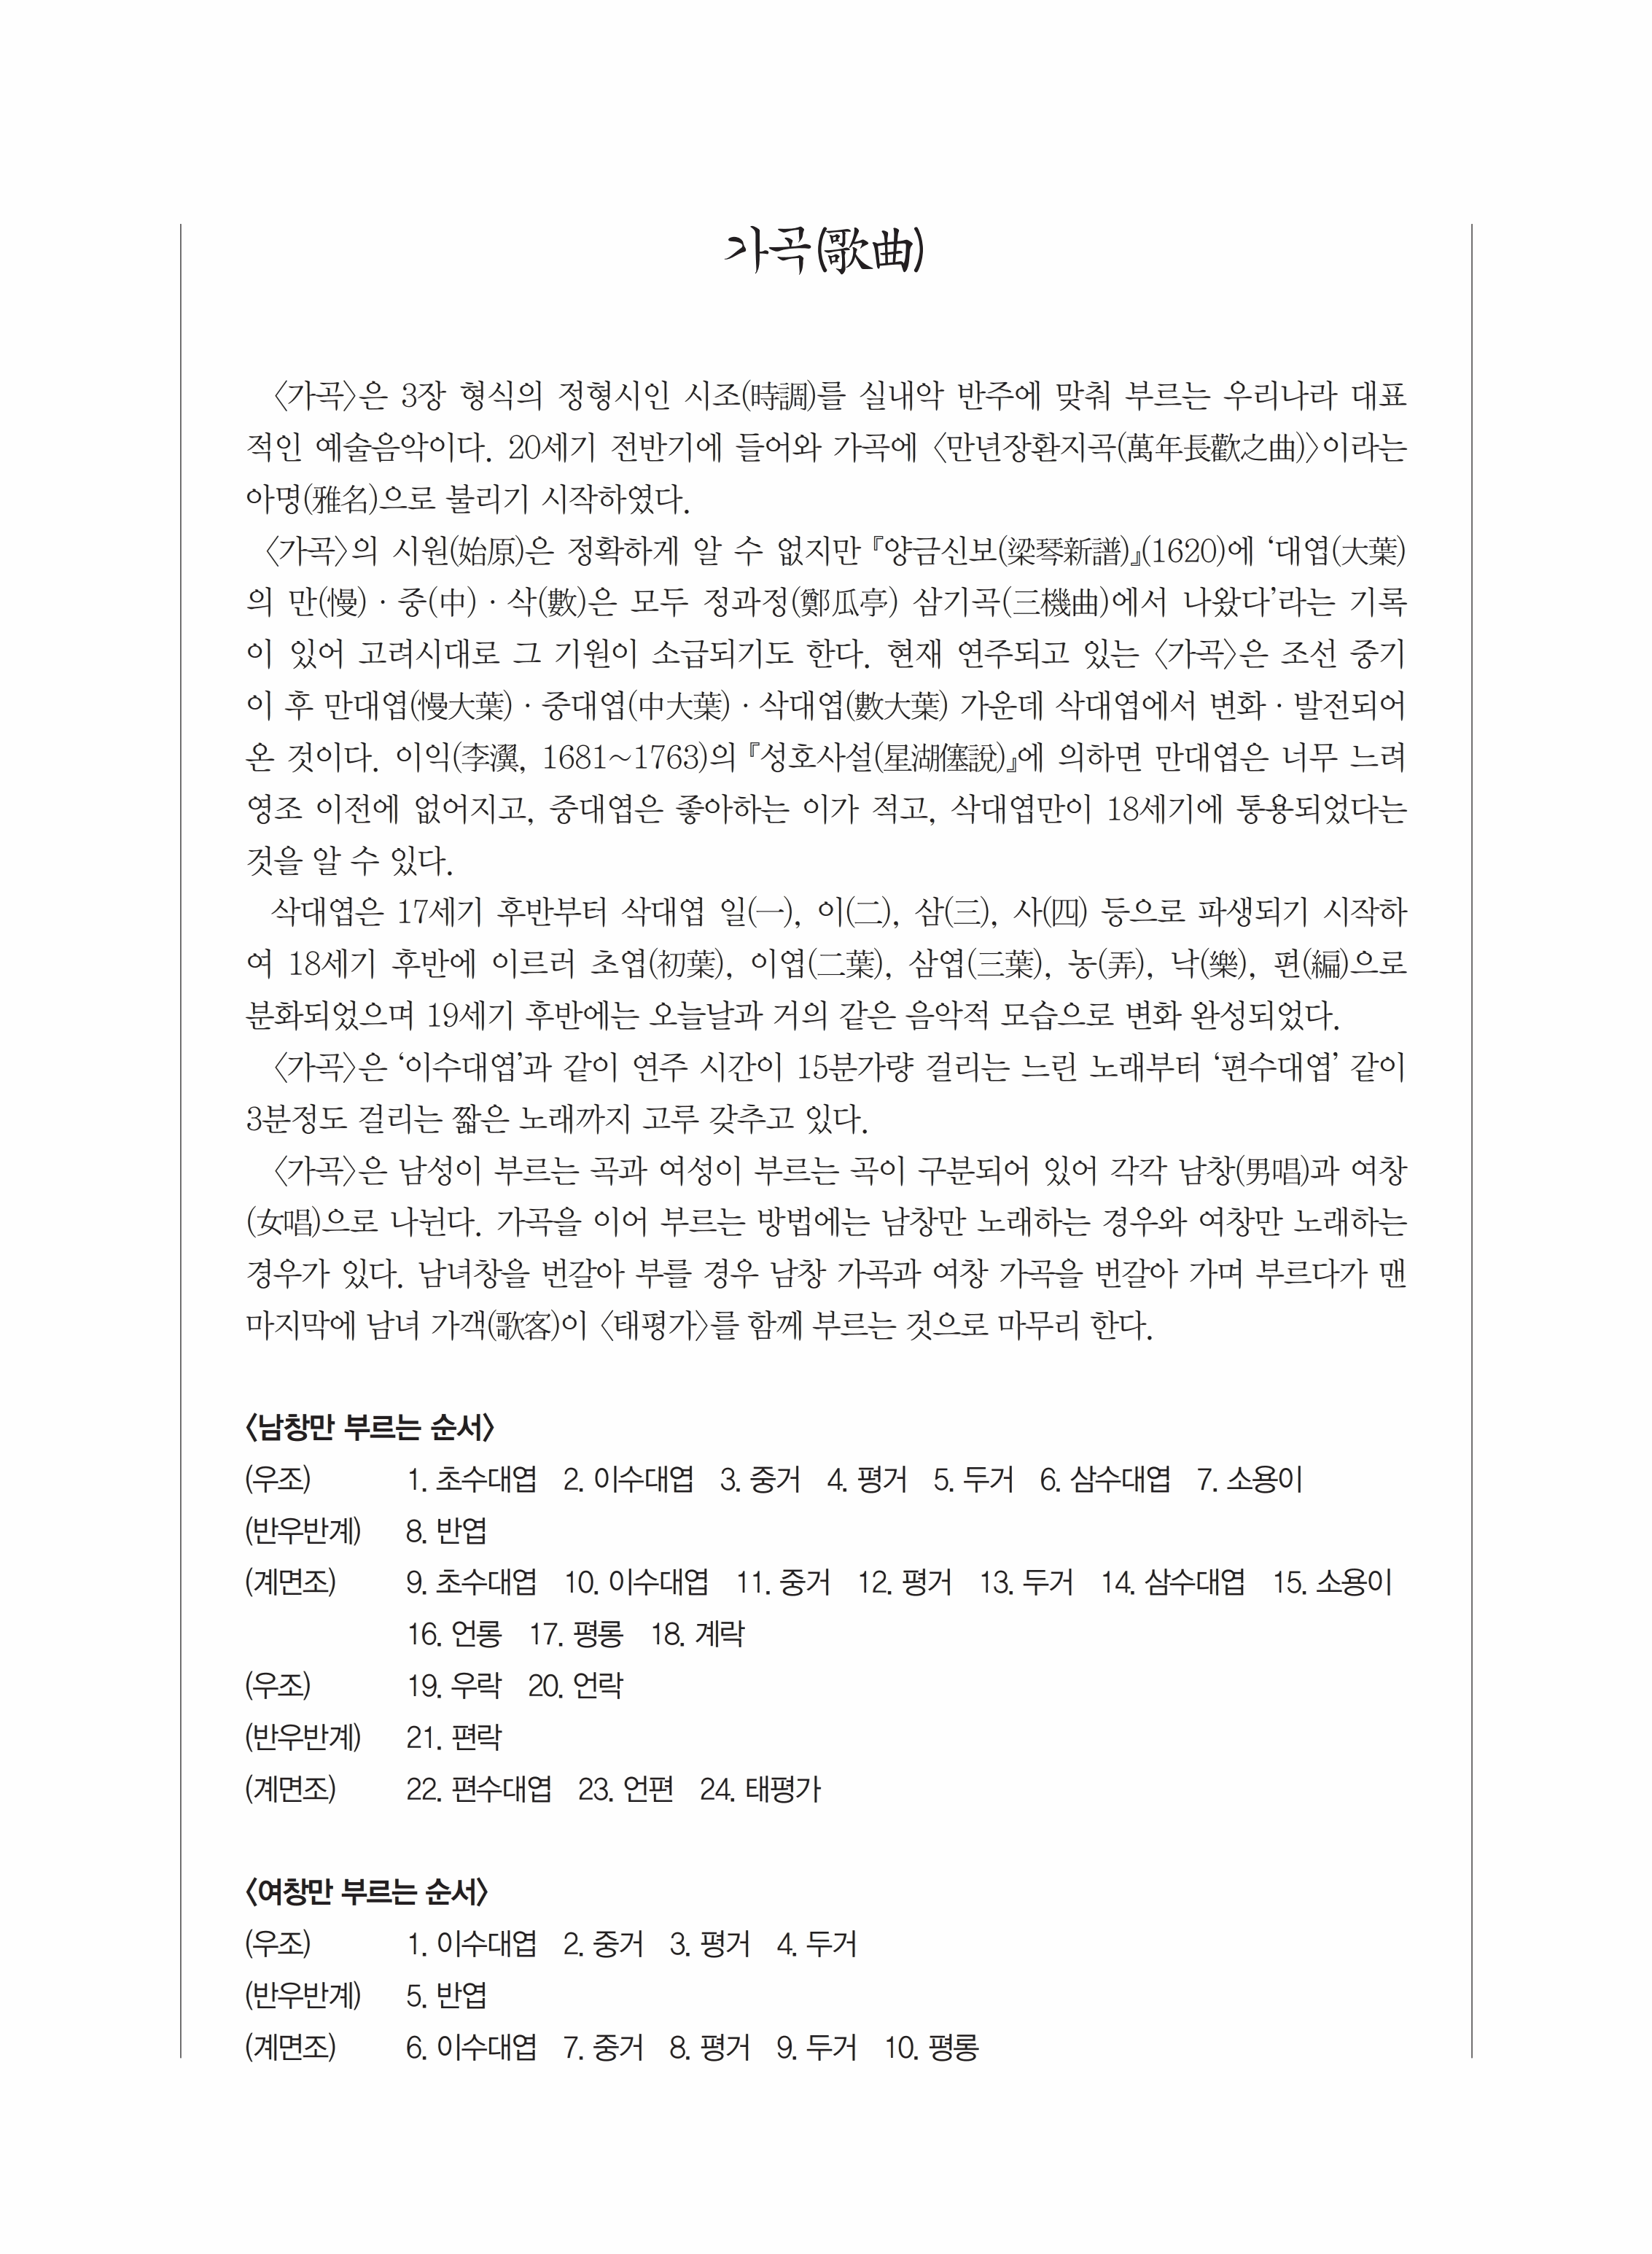 가곡(歌曲)
〈가곡〉은 3장 형식의 정형시인 시조(時調)를 실내악 반주에 맞춰 부르는 우리나라 대표
적인 예술음악이다. 20세기 전반기에 들어와 가곡에 〈만년장환지곡(萬年長歡之曲)〉이라는
아명(雅名)으로 불리기 시작하였다.
〈가곡〉의 시원(始原)은 정확하게 알 수 없지만 『양금신보(梁琴新譜)』(1620)에 ‘대엽(大葉)
의 만(慢)·중(中)·삭(數)은 모두 정과정(鄭瓜亭) 삼기곡(三機曲)에서 나왔다’라는 기록
이 있어 고려시대로 그 기원이 소급되기도 한다. 현재 연주되고 있는 〈가곡〉은 조선 중기
이 후 만대엽(慢大葉)·중대엽(中大葉)·삭대엽(數大葉) 가운데 삭대엽에서 변화·발전되어
온 것이다. 이익(李瀷, 1681~1763)의 『성호사설(星湖僿說)』에 의하면 만대엽은 너무 느려
영조 이전에 없어지고, 중대엽은 좋아하는 이가 적고, 삭대엽만이 18세기에 통용되었다는
것을 알 수 있다.
삭대엽은 17세기 후반부터 삭대엽 일(一), 이(二), 삼(三), 사(四) 등으로 파생되기 시작하
여 18세기 후반에 이르러 초엽(初葉), 이엽(二葉), 삼엽(三葉), 농(弄), 낙(樂), 편(編)으로
분화되었으며 19세기 후반에는 오늘날과 거의 같은 음악적 모습으로 변화 완성되었다.
〈가곡〉은 ‘이수대엽’과 같이 연주 시간이 15분가량 걸리는 느린 노래부터 ‘편수대엽’ 같이
3분정도 걸리는 짧은 노래까지 고루 갖추고 있다.
〈가곡〉은 남성이 부르는 곡과 여성이 부르는 곡이 구분되어 있어 각각 남창(男唱)과 여창
(女唱)으로 나뉜다. 가곡을 이어 부르는 방법에는 남창만 노래하는 경우와 여창만 노래하는
경우가 있다. 남녀창을 번갈아 부를 경우 남창 가곡과 여창 가곡을 번갈아 가며 부르다가 맨
마지막에 남녀 가객(歌客)이 〈태평가〉를 함께 부르는 것으로 마무리 한다.
〈남창만 부르는 순서〉
(우조) 1. 초수대엽 2. 이수대엽 3. 중거 4. 평거 5. 두거 6. 삼수대엽 7. 소용이
(반우반계) 8. 반엽
(계면조) 9. 초수대엽 10. 이수대엽 11. 중거 12. 평거 13. 두거 14. 삼수대엽 15. 소용이
16. 언롱 17. 평롱 18. 계락
(우조) 19. 우락 20. 언락
(반우반계) 21. 편락
(계면조) 22. 편수대엽 23. 언편 24. 태평가
〈여창만 부르는 순서〉
(우조) 1. 이수대엽 2. 중거 3. 평거 4. 두거
(반우반계) 5. 반엽
(계면조) 6. 이수대엽 7. 중거 8. 평거 9. 두거 10. 평롱